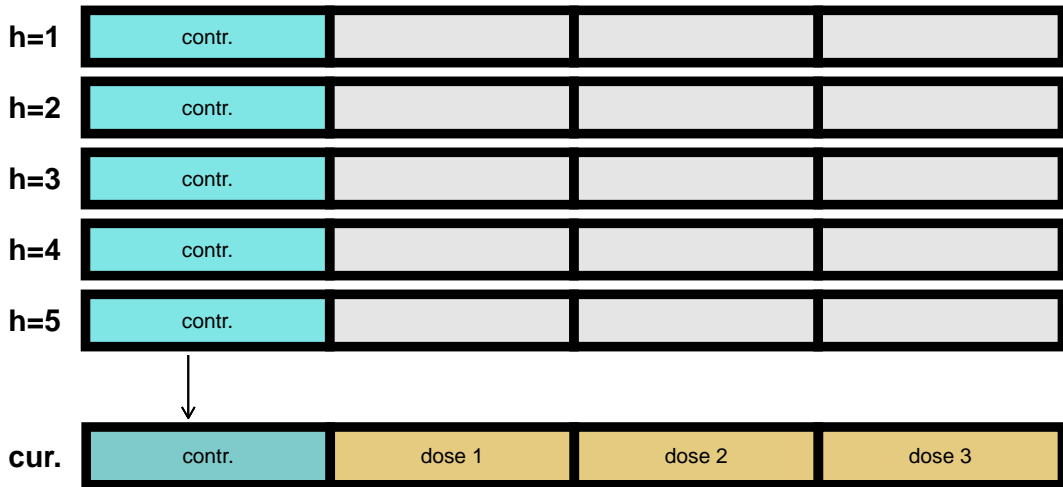 h=1 contr.
h=2 contr.
h=3 contr.
h=4 contr.
h=5 contr.
cur. contr. dose 1 dose 2 dose 3